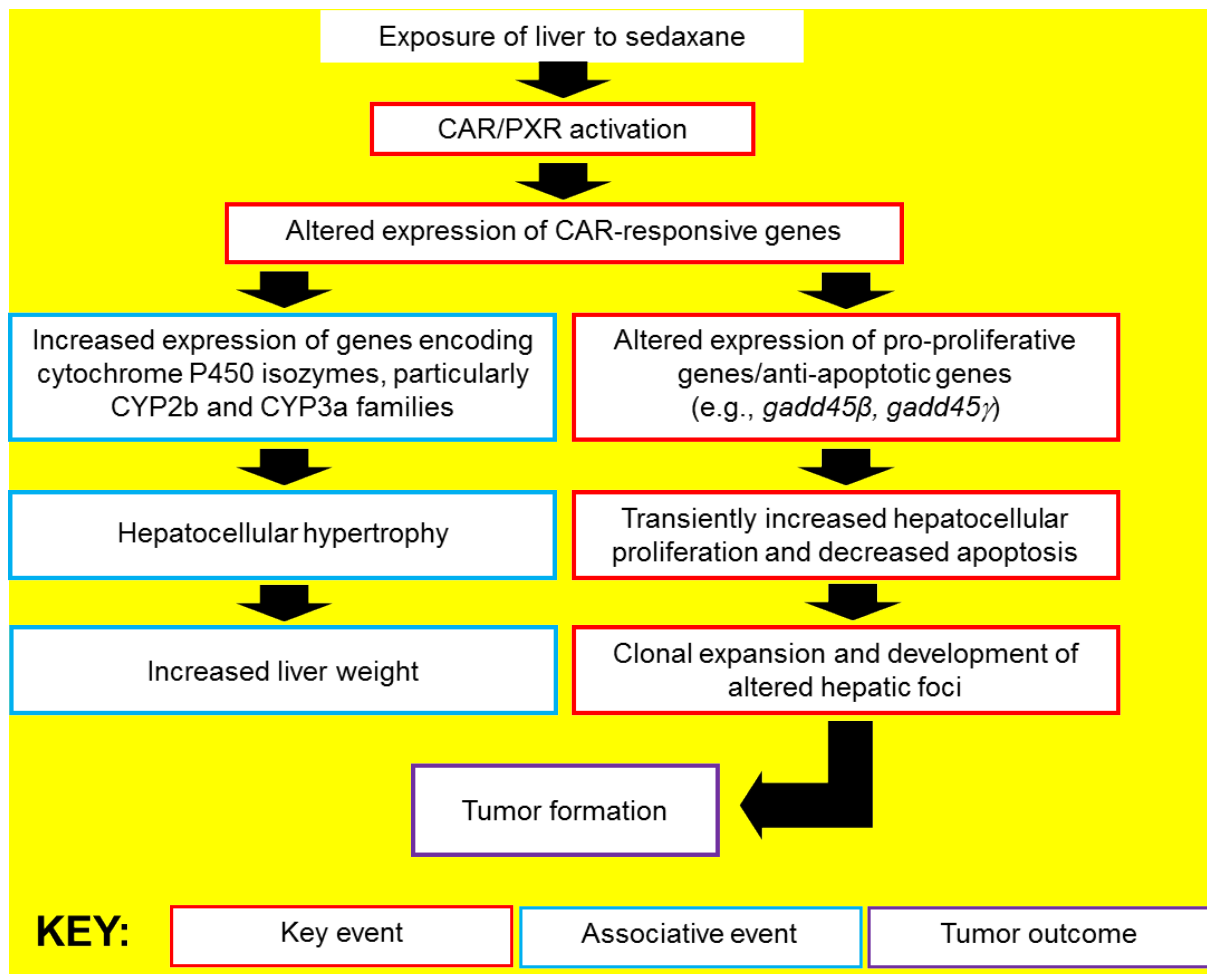 Exposure of liver to sedaxane
CAR/PXR activation
Altered expression of CAR-responsive genes
Increased expression of genes encoding
cytochrome P450 isozymes, particularly
CYP2b and CYP3a families
Altered expression of pro-proliferative
genes/anti-apoptotic genes
(e.g., gadd45β, gadd45γ)
Hepatocellular hypertrophy
Transiently increased hepatocellular
proliferation and decreased apoptosis
Increased liver weight
Clonal expansion and development of
altered hepatic foci
Tumor formation
KEY:
Key event
Associative event
Tumor outcome